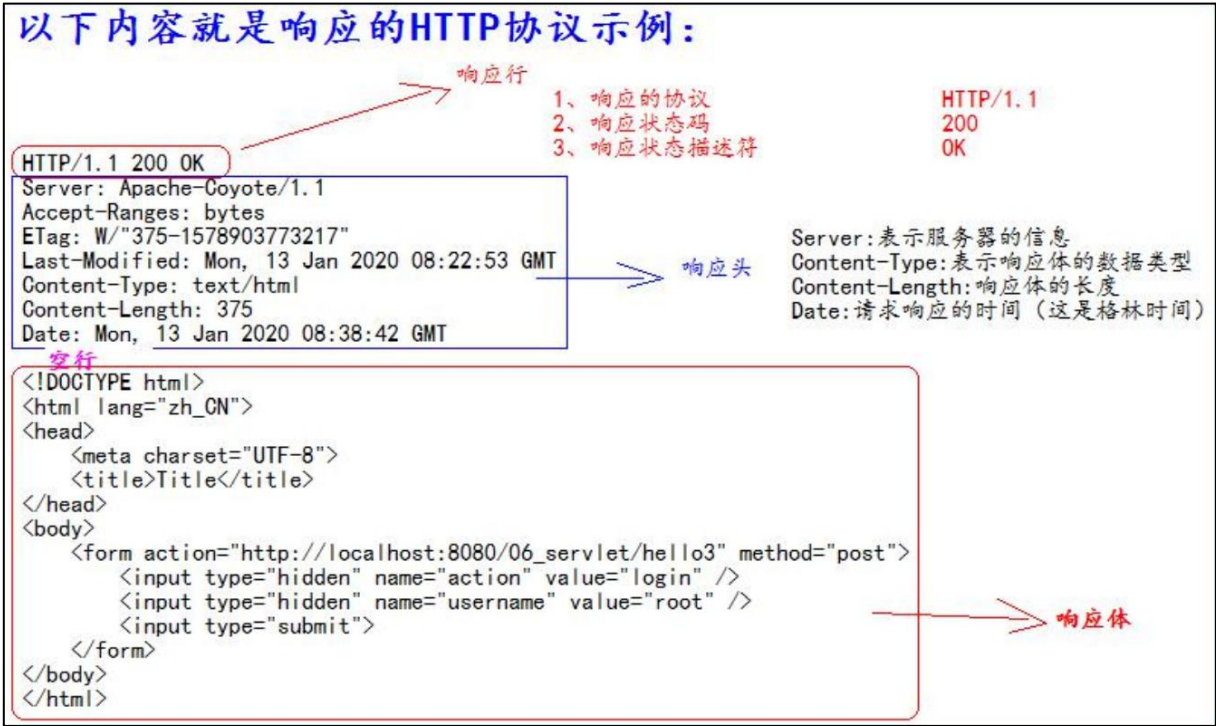 以下内容就是响应的HTTP协议示例：
响应行
1、响应的协议 HTTP/1.1
2、响应状态码 200
3、响应状态描述符 OK
HTTP/1.1 200 OK
Server: Apache-Coyote/1.1
Accept-Ranges: bytes
ETag: W/"375-1578903773217"
Last-Modified: Mon, 13 Jan 2020 08:22:53 GMT
Content-Type: text/html
Content-Length: 375
Date: Mon, 13 Jan 2020 08:38:42 GMT
响应头
Server:表示服务器的信息
Content-Type:表示响应体的数据类型
Content-Length:响应体的长度
Date:请求响应的时间（这是格林时间）
空行
<!DOCTYPE html>
<html lang="zh_CN">
<head>
    <meta charset="UTF-8">
    <title>Title</title>
</head>
<body>
    <form action="http://localhost:8080/06_servlet/hello3" method="post">
        <input type="hidden" name="action" value="login" />
        <input type="hidden" name="username" value="root" />
        <input type="submit">
    </form>
</body>
</html>
响应体